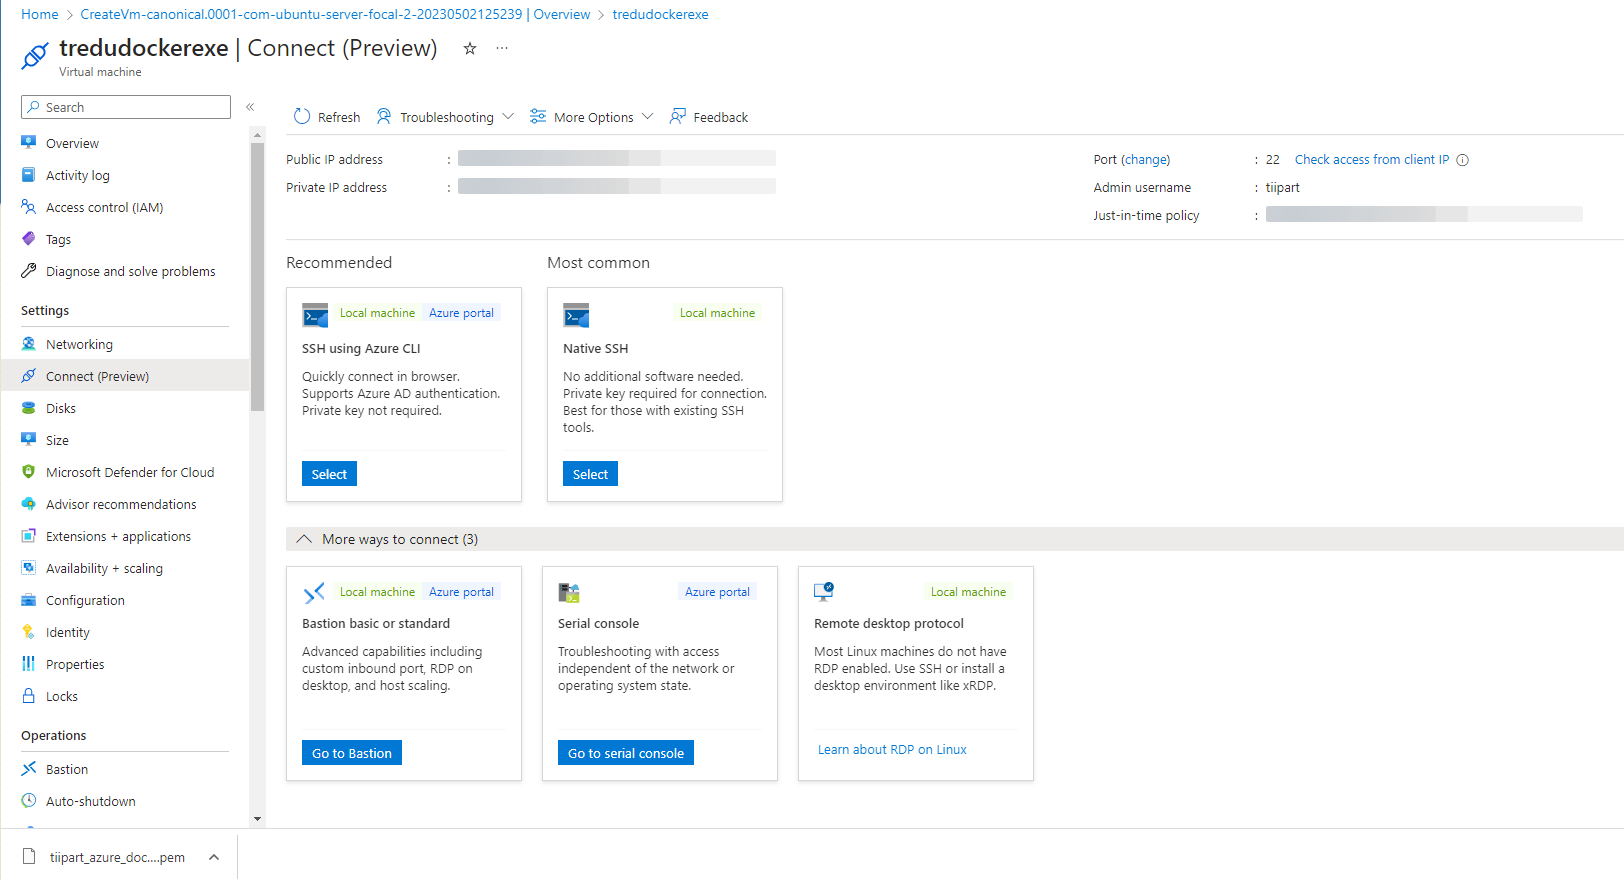 Home > CreateVm-canonical.0001-com-ubuntu-server-focal-2-20230502125239 | Overview > tredudockerexe
tredudockerexe | Connect (Preview)
Virtual machine
Search
Overview
Activity log
Access control (IAM)
Tags
Diagnose and solve problems
Settings
Networking
Connect (Preview)
Disks
Size
Microsoft Defender for Cloud
Advisor recommendations
Extensions + applications
Availability + scaling
Configuration
Identity
Properties
Locks
Operations
Bastion
Auto-shutdown
Refresh Troubleshooting More Options Feedback
Public IP address :
Private IP address :
Port (change) : 22 Check access from client IP
Admin username : tiipart
Just-in-time policy :
Recommended
Local machine Azure portal
SSH using Azure CLI
Quickly connect in browser.
Supports Azure AD authentication.
Private key not required.
Select
Most common
Local machine
Native SSH
No additional software needed.
Private key required for connection.
Best for those with existing SSH
tools.
Select
More ways to connect (3)
Local machine Azure portal
Bastion basic or standard
Advanced capabilities including
custom inbound port, RDP on
desktop, and host scaling.
Go to Bastion
Azure portal
Serial console
Troubleshooting with access
independent of the network or
operating system state.
Go to serial console
Local machine
Remote desktop protocol
Most Linux machines do not have
RDP enabled. Use SSH or install a
desktop environment like xRDP.
Learn about RDP on Linux
tiipart_azure_doc....pem